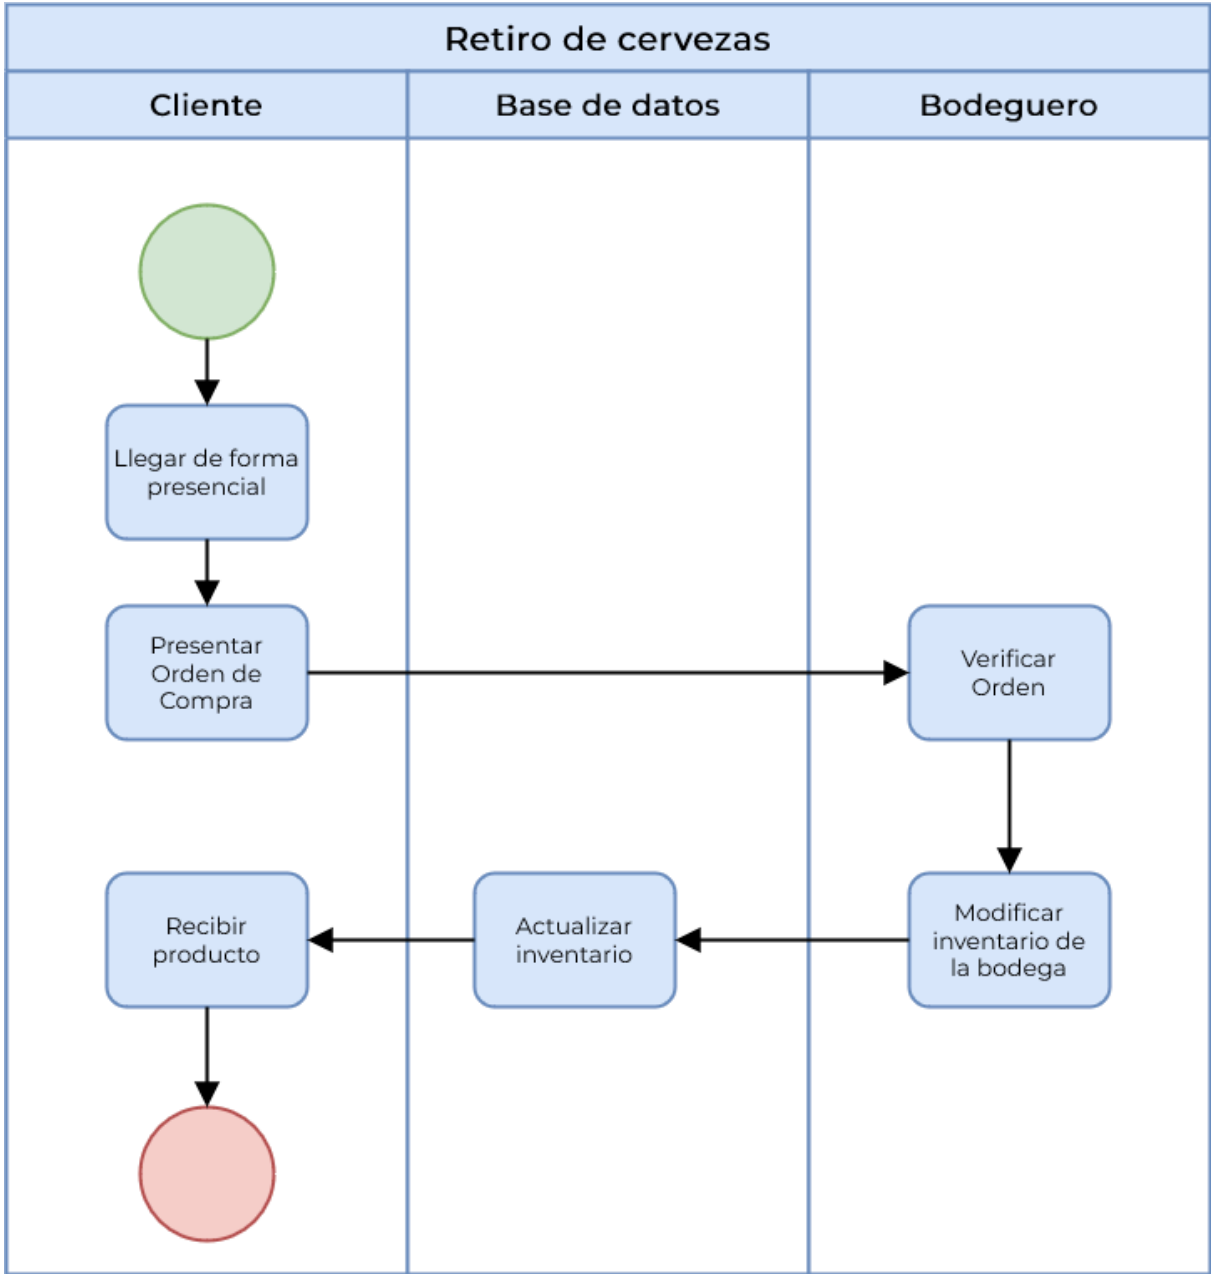 Retiro de cervezas
Cliente
Base de datos
Bodeguero
Llegar de forma
presencial
Presentar
Orden de
Compra
Verificar
Orden
Recibir
producto
Actualizar
inventario
Modificar
inventario de
la bodega